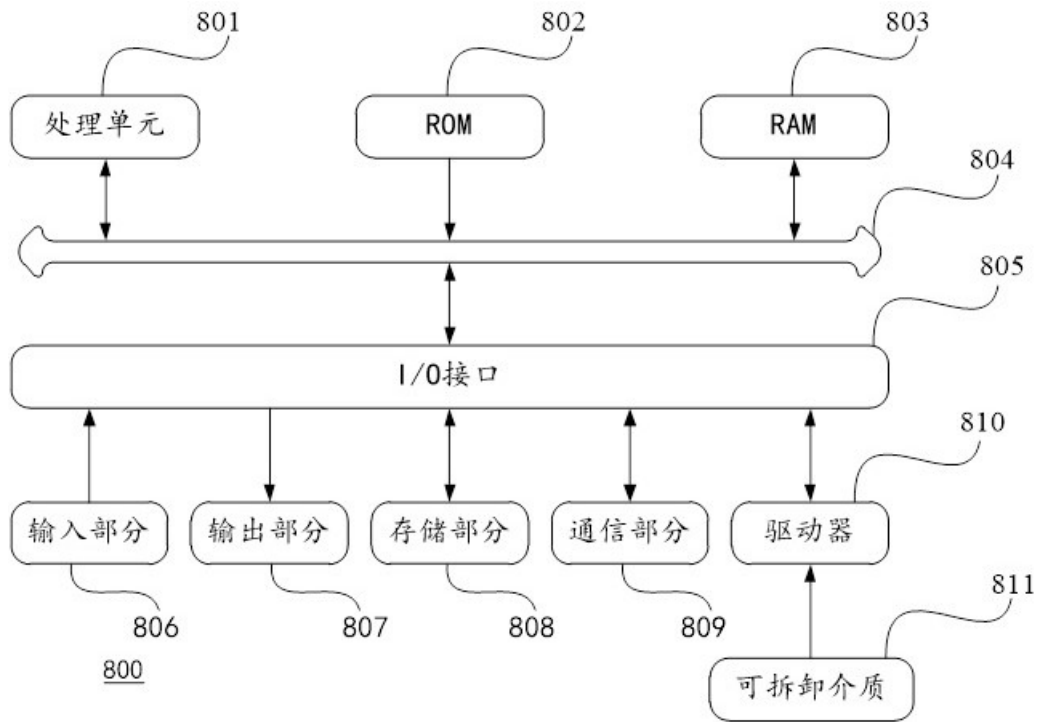 801
802
803
处理单元
ROM
RAM
804
805
I/O接口
810
输入部分
输出部分
存储部分
通信部分
驱动器
811
806
807
808
809
800
可拆卸介质